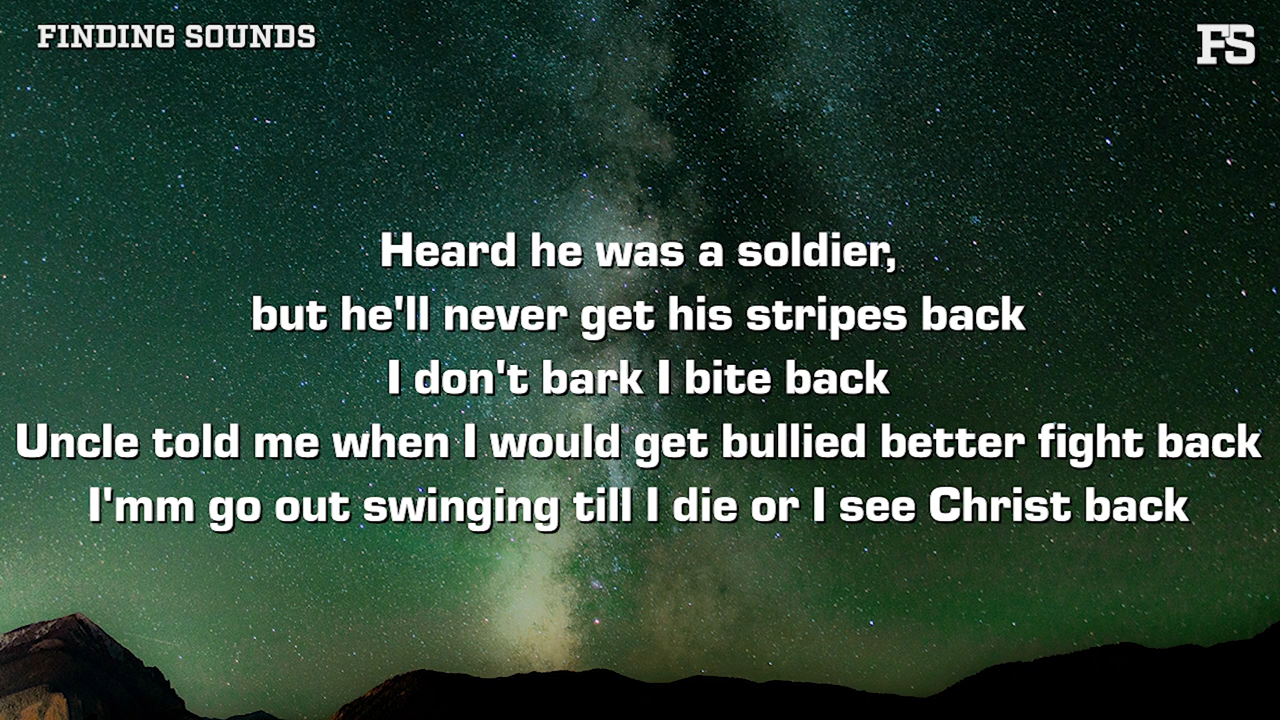 FINDING SOUNDS
FS
Heard he was a soldier,
but he'll never get his stripes back
I don't bark I bite back
Uncle told me when I would get bullied better fight back
I'mm go out swinging till I die or I see Christ back